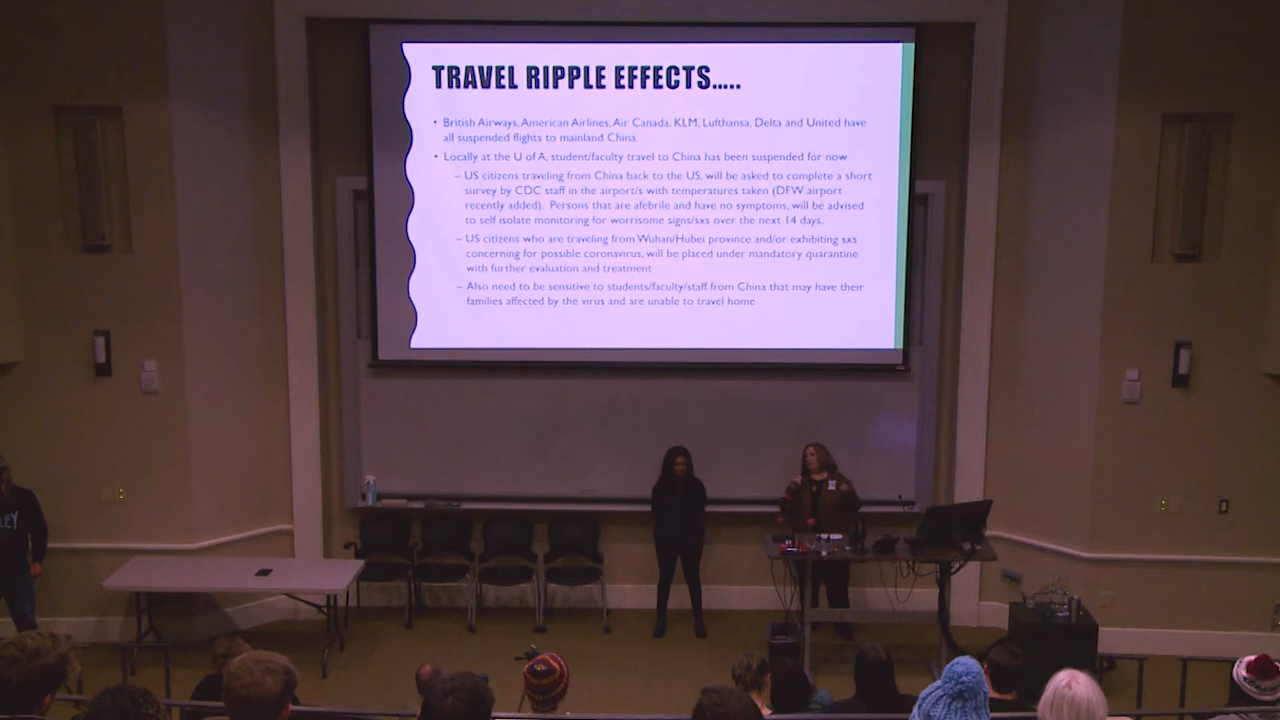 TRAVEL RIPPLE EFFECTS.....
• British Airways, American Airlines, Air Canada, KLM, Lufthansa, Delta and United have
all suspended flights to mainland China.
• Locally at the U of A, student/faculty travel to China has been suspended for now
– US citizens traveling from China back to the US, will be asked to complete a short
survey by CDC staff in the airport/s with temperatures taken (DFW airport
recently added). Persons that are afebrile and have no symptoms, will be advised
to self isolate monitoring for worrisome signs/sxs over the next 14 days.
– US citizens who are traveling from Wuhan/Hubei province and/or exhibiting sxs
concerning for possible coronavirus, will be placed under mandatory quarantine
with further evaluation and treatment
– Also need to be sensitive to students/faculty/staff from China that may have their
families affected by the virus and are unable to travel home
LEY